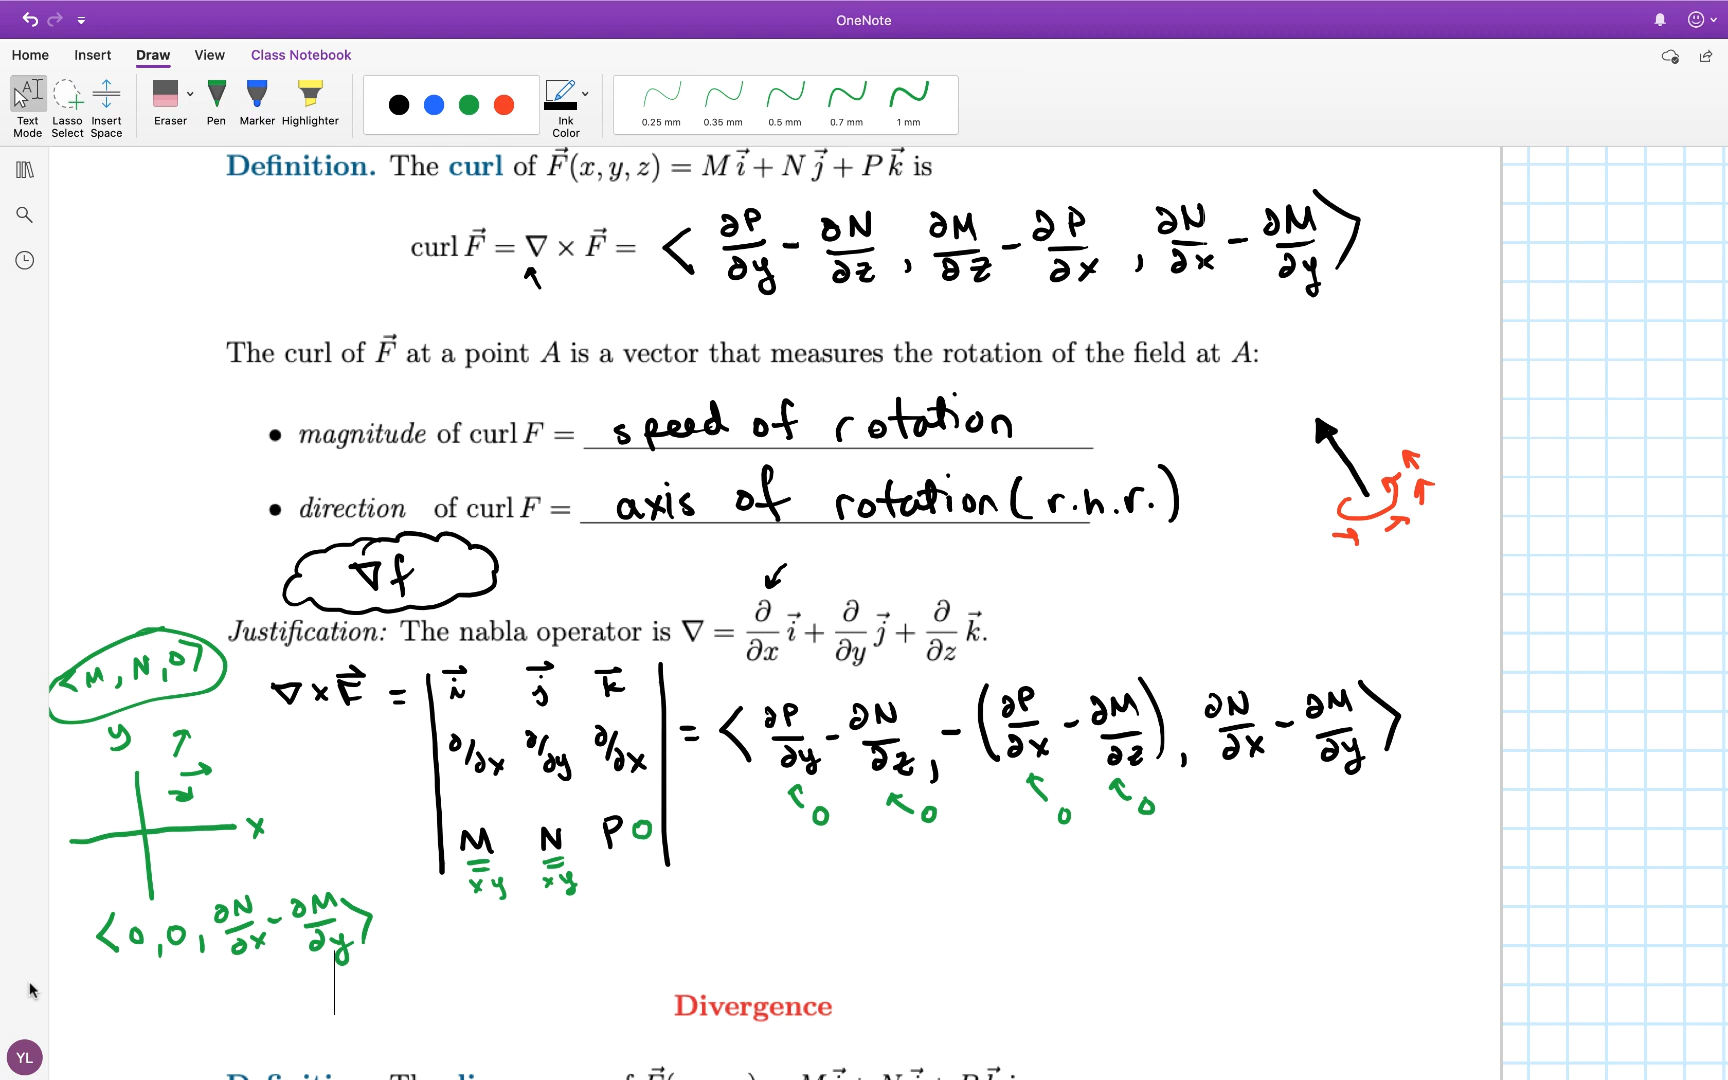 OneNote
Home Insert Draw View Class Notebook
Text Mode Lasso Select Insert Space Eraser Pen Marker Highlighter Ink Color 0.25 mm 0.35 mm 0.5 mm 0.7 mm 1 mm
Definition. The curl of F⃗(x, y, z) = M i⃗ + N j⃗ + P k⃗ is
curl F⃗ = ∇ × F⃗ = < ∂P/∂y - ∂N/∂z , ∂M/∂z - ∂P/∂x , ∂N/∂x - ∂M/∂y >
The curl of F⃗ at a point A is a vector that measures the rotation of the field at A:
• magnitude of curl F = speed of rotation
• direction of curl F = axis of rotation (r.h.r.)
∇f
Justification: The nabla operator is ∇ = ∂/∂x i⃗ + ∂/∂y j⃗ + ∂/∂z k⃗.
<M, N, 0>
∇ × F⃗ = | i⃗ j⃗ k⃗ | = < ∂P/∂y - ∂N/∂z , - (∂P/∂x - ∂M/∂z) , ∂N/∂x - ∂M/∂y >
∂/∂x ∂/∂y ∂/∂x
0 0 0 0
M N P 0
xy xy
y
x
<0, 0, ∂N/∂x - ∂M/∂y>
Divergence
YL